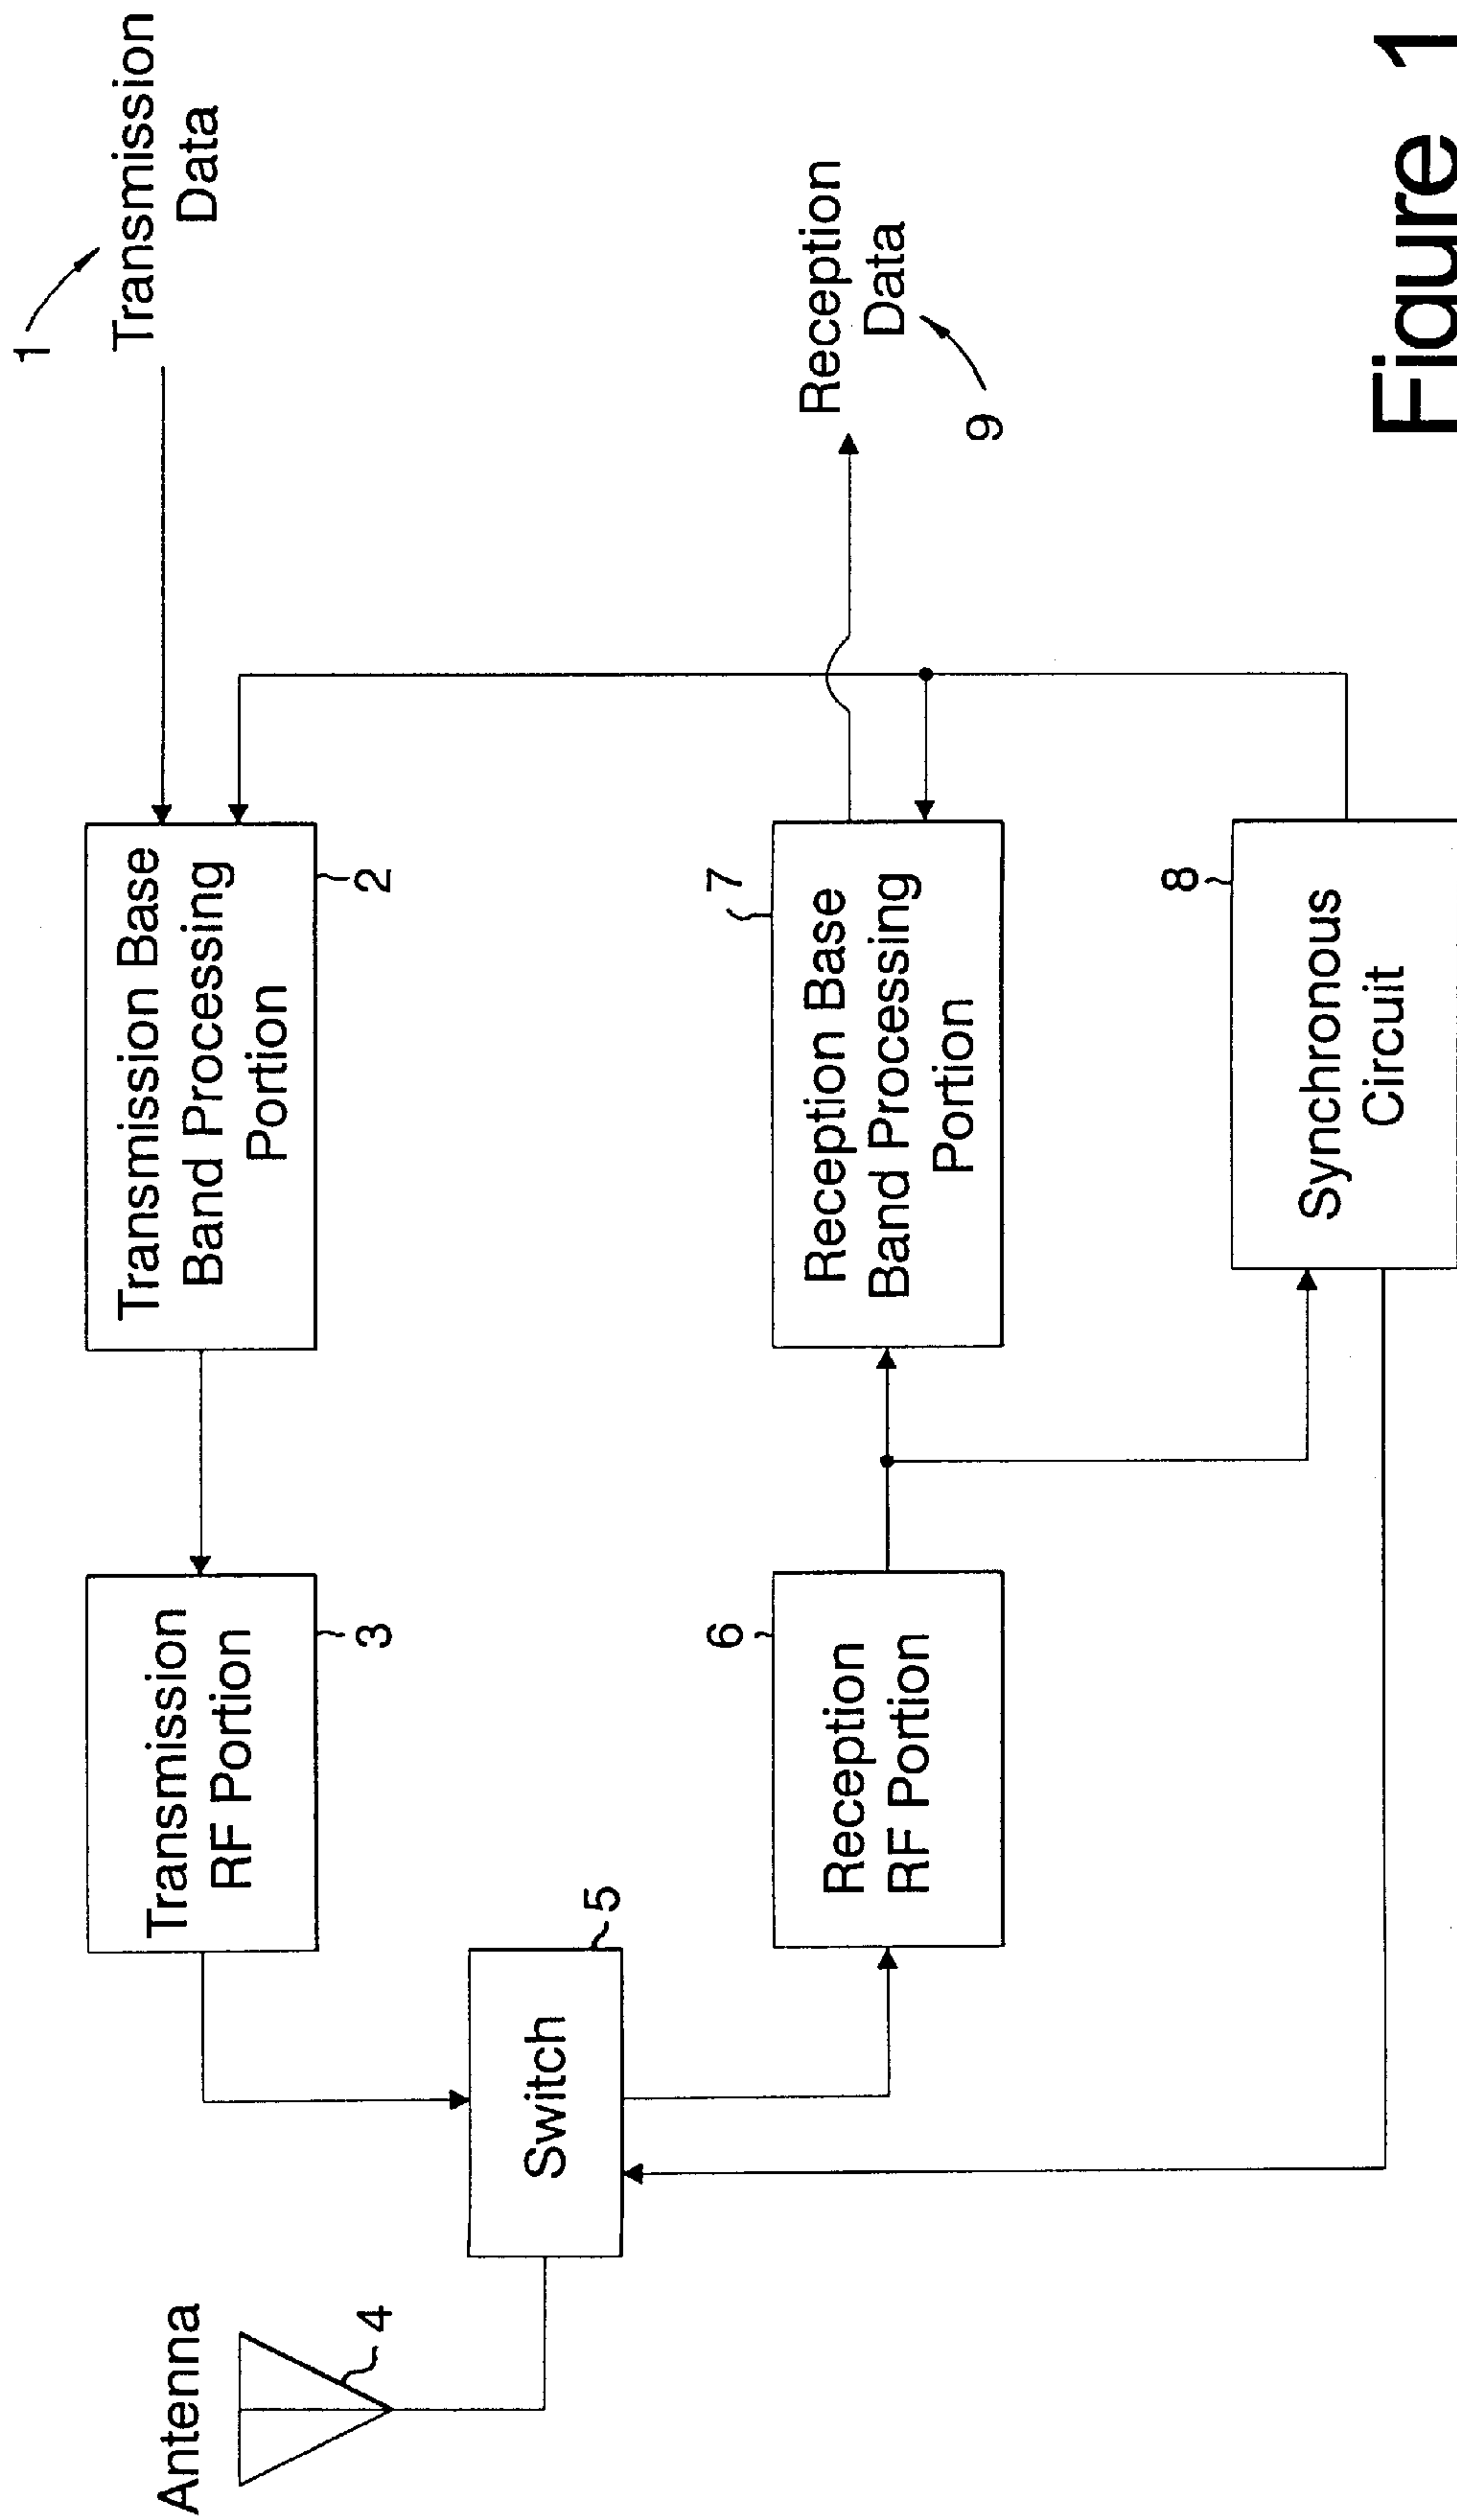 Antenna
4
Transmission
RF Portion
3
Transmission Base
Band Processing
Portion
2
1
Transmission
Data
Switch
5
Reception
RF Portion
6
Reception Base
Band Processing
Portion
7
Reception
Data
9
Synchronous
Circuit
8
Figure 1